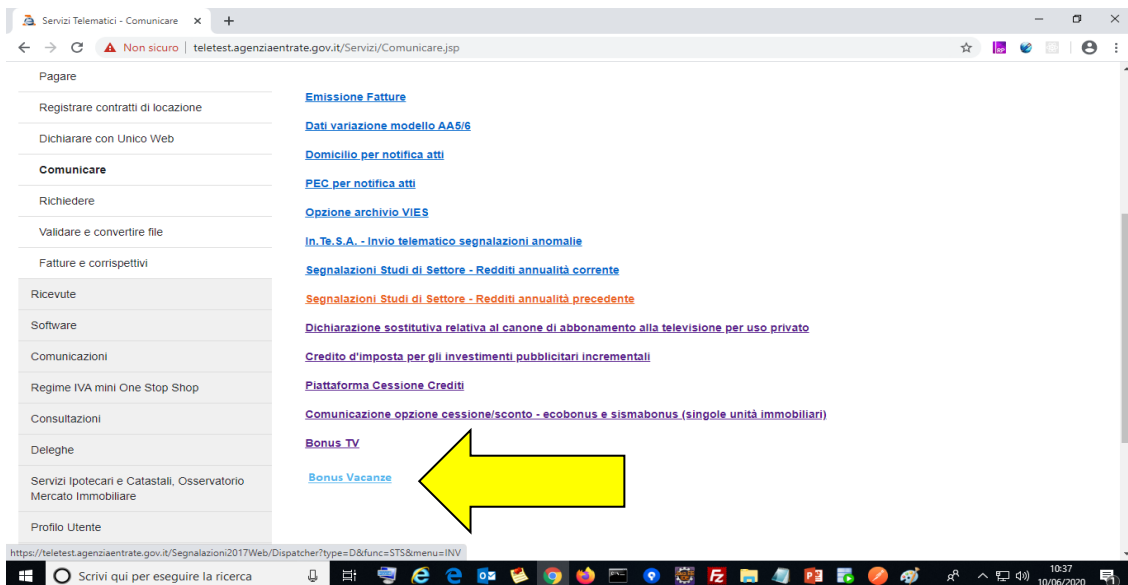 Servizi Telematici - Comunicare
Non sicuro | teletest.agenziaentrate.gov.it/Servizi/Comunicare.jsp
RP
Pagare
Registrare contratti di locazione
Dichiarare con Unico Web
Comunicare
Richiedere
Validare e convertire file
Fatture e corrispettivi
Ricevute
Software
Comunicazioni
Regime IVA mini One Stop Shop
Consultazioni
Deleghe
Servizi Ipotecari e Catastali, Osservatorio
Mercato Immobiliare
Profilo Utente
Emissione Fatture
Dati variazione modello AA5/6
Domicilio per notifica atti
PEC per notifica atti
Opzione archivio VIES
In.Te.S.A. - Invio telematico segnalazioni anomalie
Segnalazioni Studi di Settore - Redditi annualità corrente
Segnalazioni Studi di Settore - Redditi annualità precedente
Dichiarazione sostitutiva relativa al canone di abbonamento alla televisione per uso privato
Credito d'imposta per gli investimenti pubblicitari incrementali
Piattaforma Cessione Crediti
Comunicazione opzione cessione/sconto - ecobonus e sismabonus (singole unità immobiliari)
Bonus TV
Bonus Vacanze
https://teletest.agenziaentrate.gov.it/Segnalazioni2017Web/Dispatcher?type=D&func=STS&menu=INV
Scrivi qui per eseguire la ricerca
10:37
10/06/2020